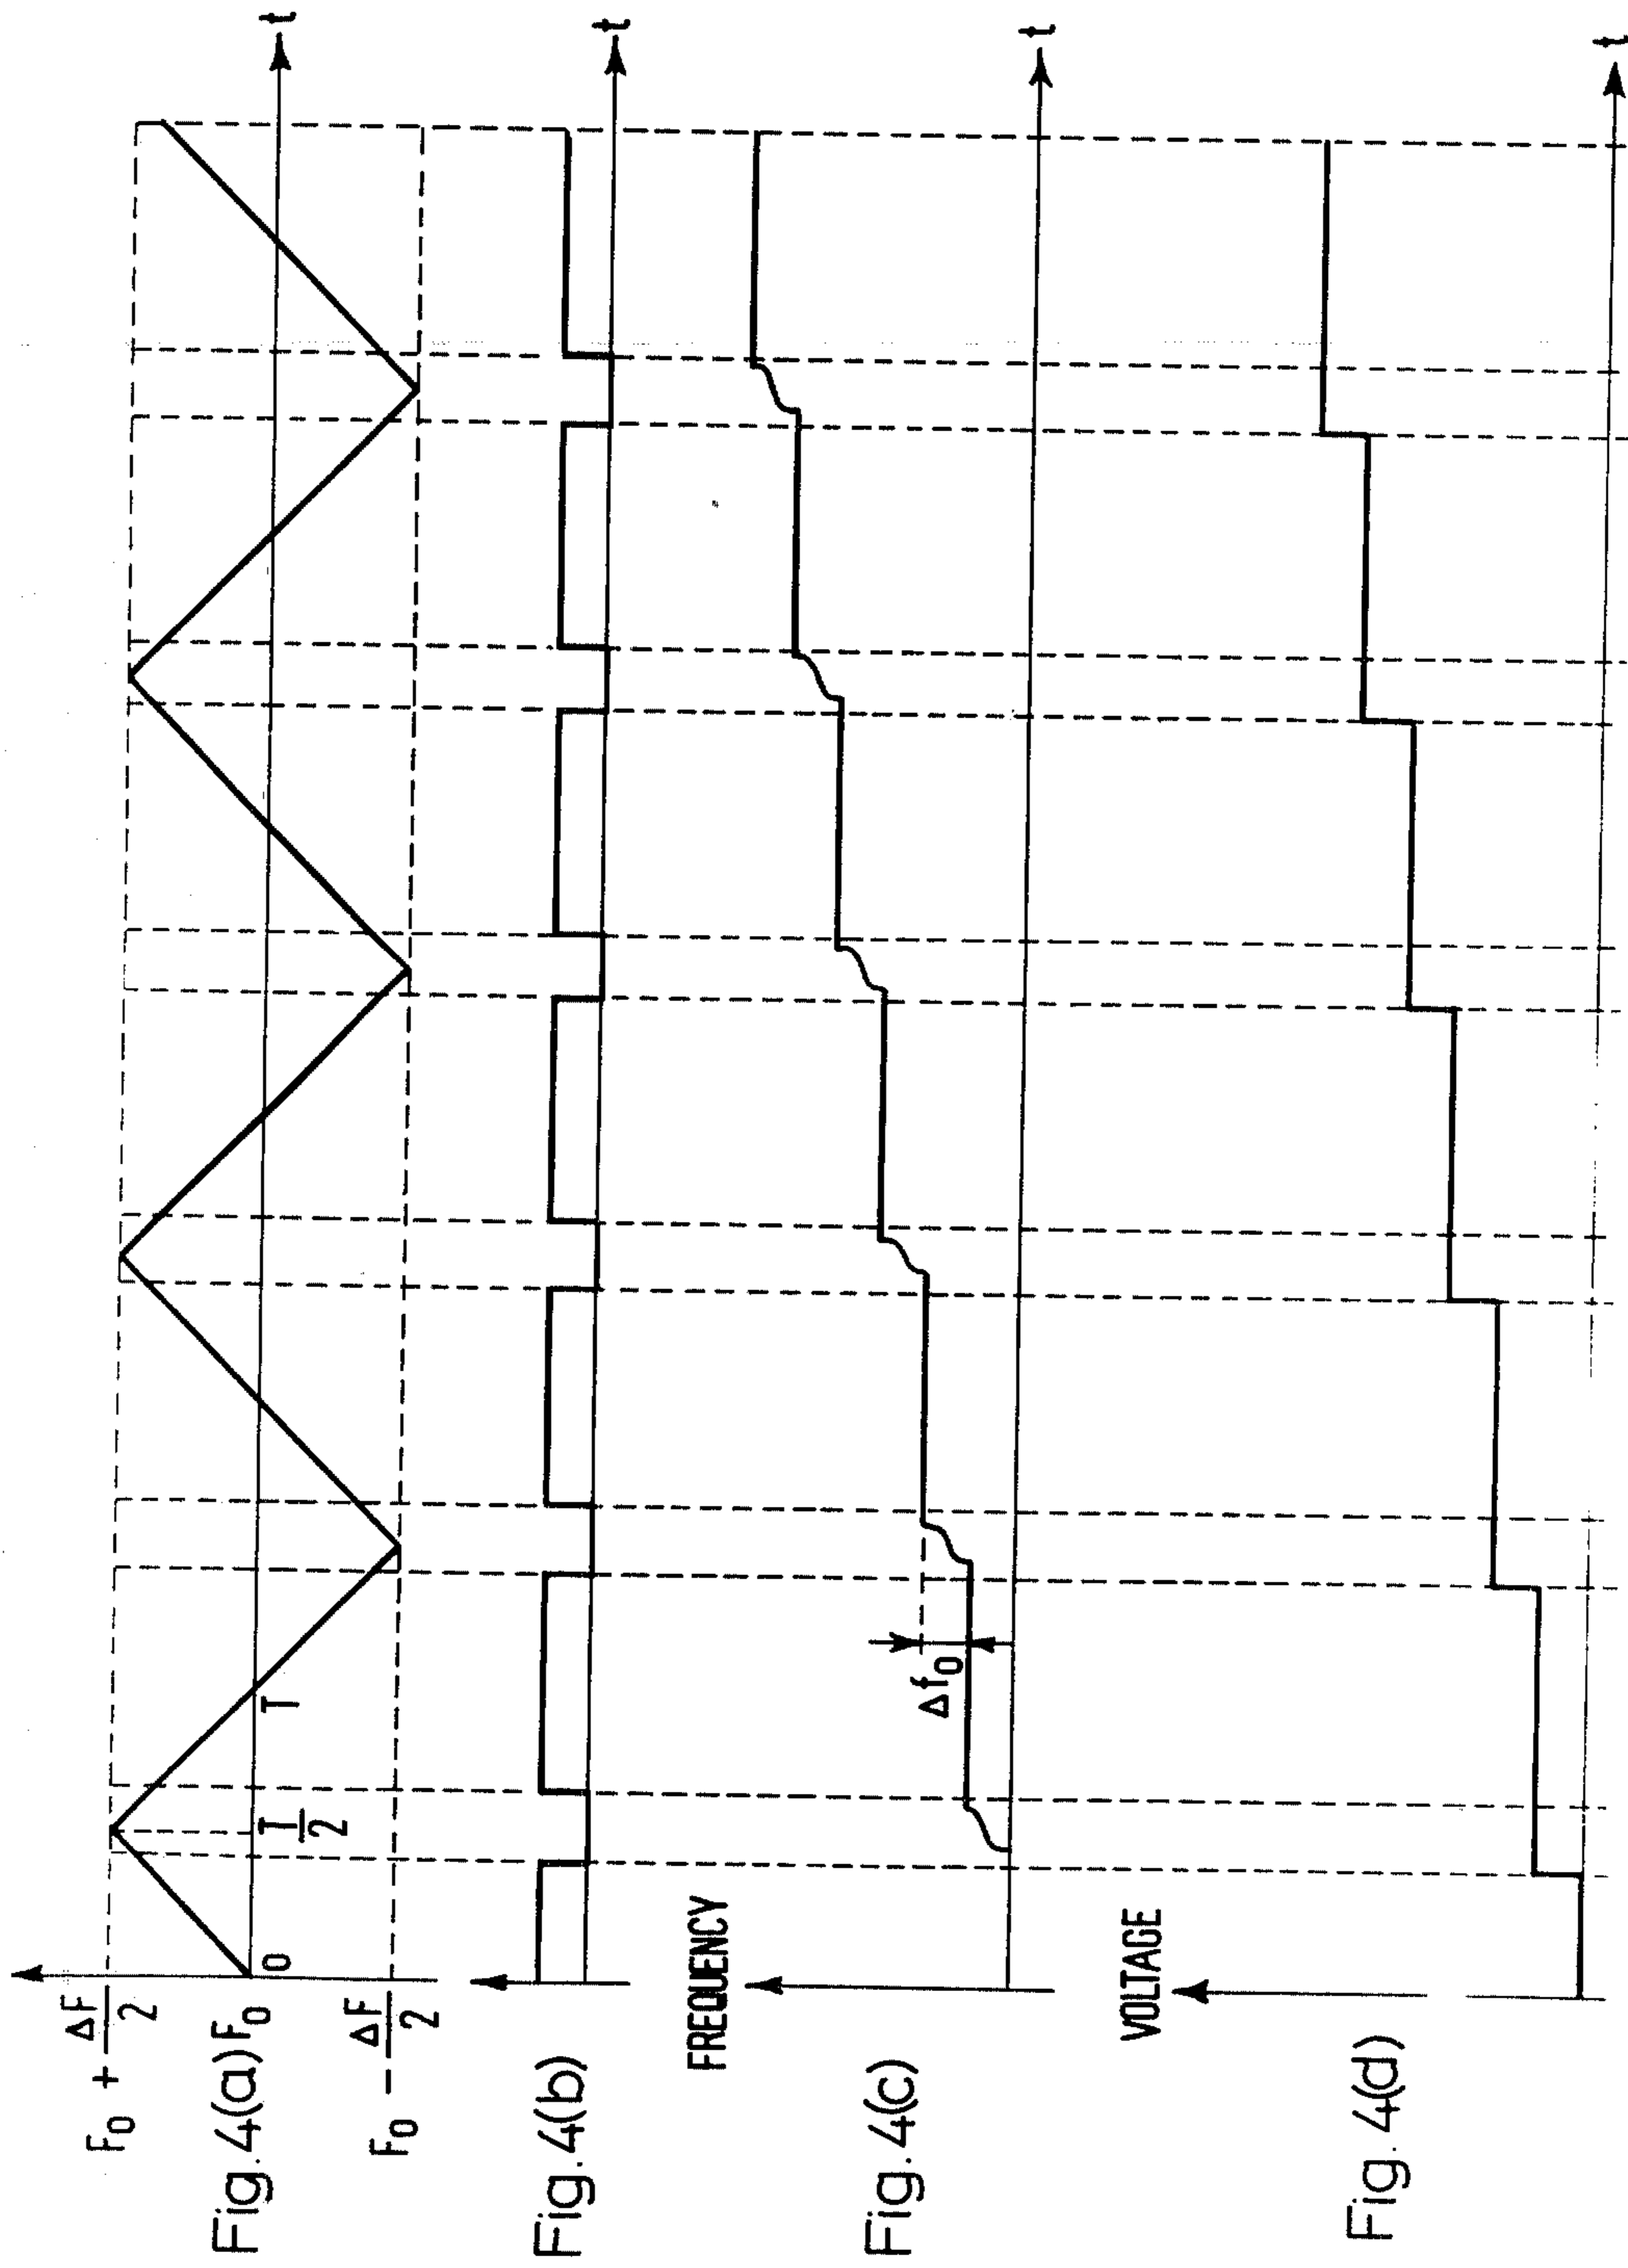 F₀ + ΔF/2
Fig. 4(a) F₀
F₀ − ΔF/2
0
T/2
T
t
Fig. 4(b)
t
FREQUENCY
Fig. 4(c)
Δf₀
t
VOLTAGE
Fig. 4(d)
t